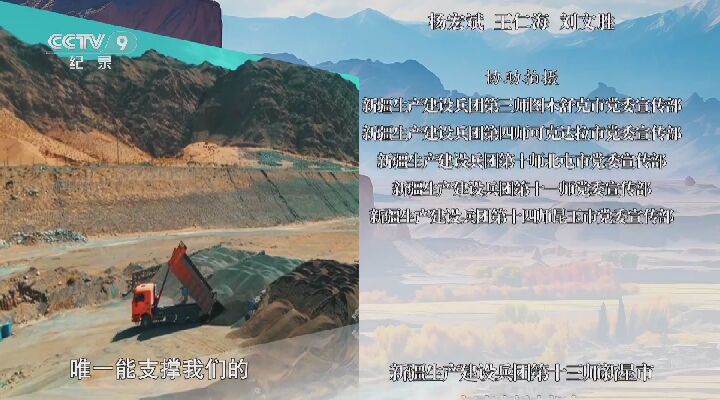 CCTV 9
纪录
唯一能支撑我们的
杨宏斌 王仁海 刘文胜
协助拍摄
新疆生产建设兵团第三师图木舒克市党委宣传部
新疆生产建设兵团第四师可克达拉市党委宣传部
新疆生产建设兵团第十师北屯市党委宣传部
新疆生产建设兵团第十一师党委宣传部
新疆生产建设兵团第十四师昆玉市党委宣传部
新疆生产建设兵团第十三师新星市